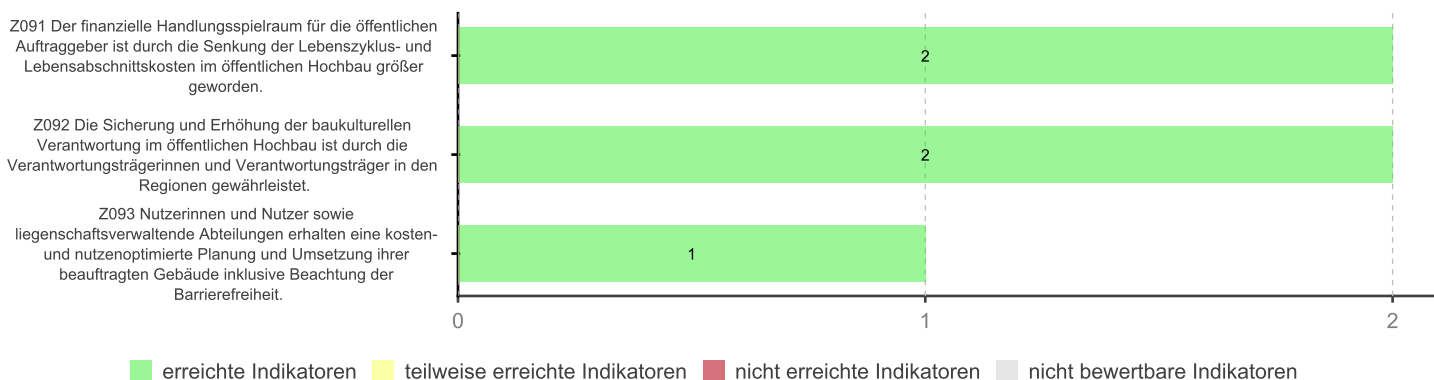 Z091 Der finanzielle Handlungsspielraum für die öffentlichen
Auftraggeber ist durch die Senkung der Lebenszyklus- und
Lebensabschnittskosten im öffentlichen Hochbau größer
geworden.
2
Z092 Die Sicherung und Erhöhung der baukulturellen
Verantwortung im öffentlichen Hochbau ist durch die
Verantwortungsträgerinnen und Verantwortungsträger in den
Regionen gewährleistet.
2
Z093 Nutzerinnen und Nutzer sowie
liegenschaftsverwaltende Abteilungen erhalten eine kosten-
und nutzenoptimierte Planung und Umsetzung ihrer
beauftragten Gebäude inklusive Beachtung der
Barrierefreiheit.
1
0 1 2
erreichte Indikatoren teilweise erreichte Indikatoren nicht erreichte Indikatoren nicht bewertbare Indikatoren